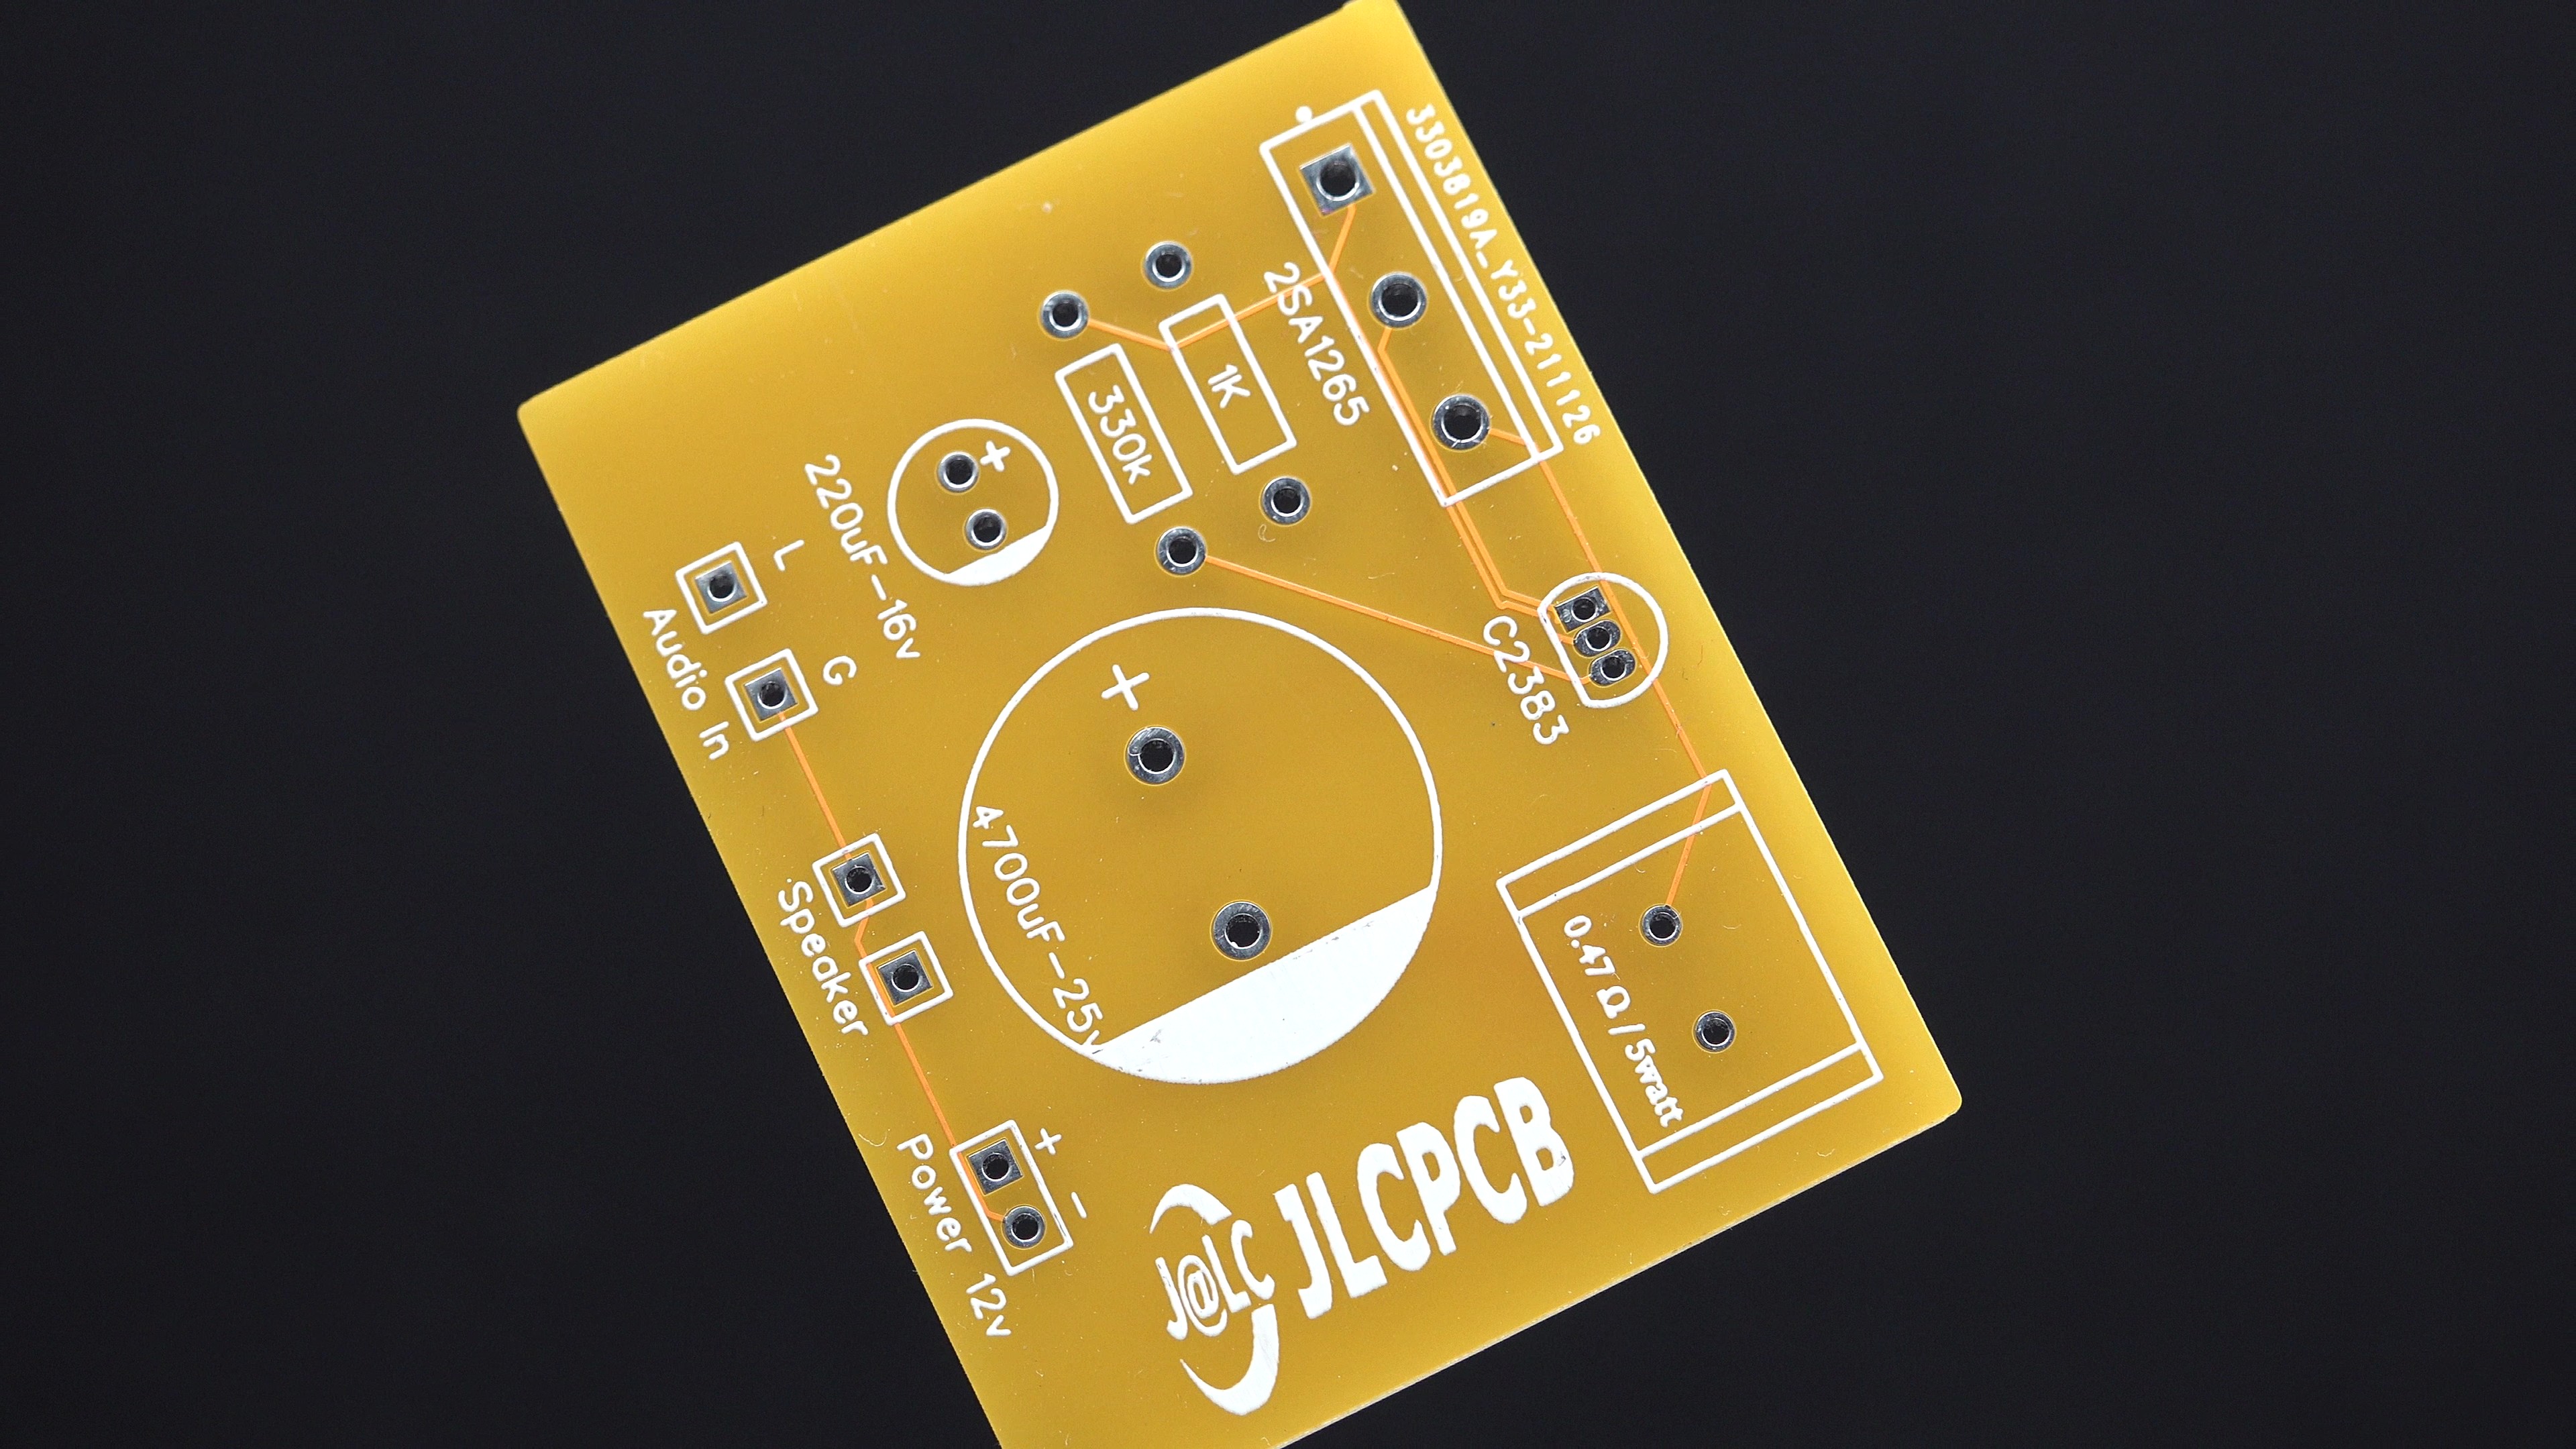 3303819A_Y33-211126
2SA1265
1K
330k
+
220uF-16v
L
G
Audio In
C2383
+
4700uF-25v
Speaker
0.47Ω/5watt
+
-
Power 12v
J@LC
JLCPCB